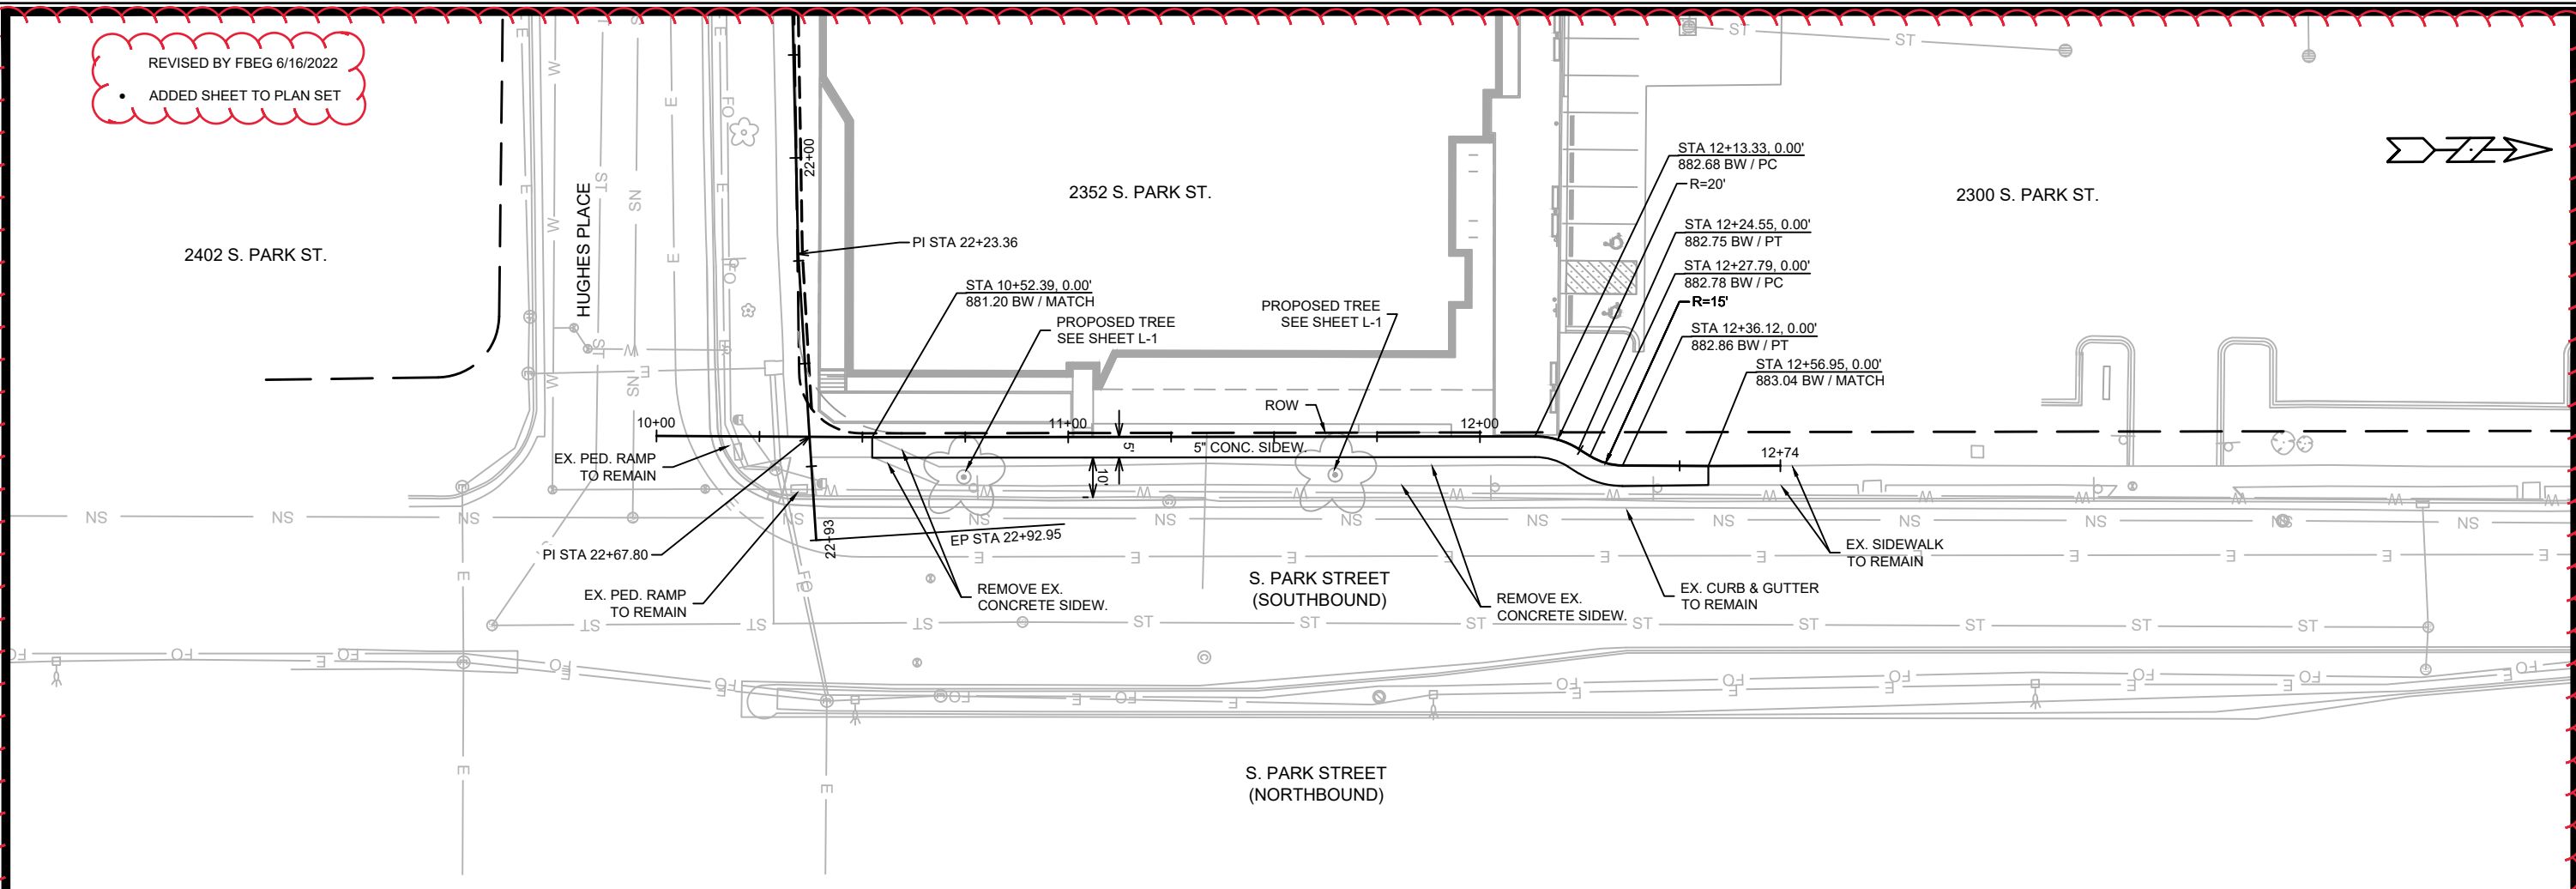 REVISED BY FBEG 6/16/2022
• ADDED SHEET TO PLAN SET
2402 S. PARK ST.
HUGHES PLACE
22+00
2352 S. PARK ST.
2300 S. PARK ST.
PI STA 22+23.36
STA 10+52.39, 0.00'
881.20 BW / MATCH
PROPOSED TREE
SEE SHEET L-1
PROPOSED TREE
SEE SHEET L-1
STA 12+13.33, 0.00'
882.68 BW / PC
R=20'
STA 12+24.55, 0.00'
882.75 BW / PT
STA 12+27.79, 0.00'
882.78 BW / PC
R=15'
STA 12+36.12, 0.00'
882.86 BW / PT
STA 12+56.95, 0.00'
883.04 BW / MATCH
ROW
10+00
11+00
12+00
12+74
5'
10'
5" CONC. SIDEW.
EX. PED. RAMP
TO REMAIN
PI STA 22+67.80
EX. PED. RAMP
TO REMAIN
22+93
EP STA 22+92.95
REMOVE EX.
CONCRETE SIDEW.
S. PARK STREET
(SOUTHBOUND)
REMOVE EX.
CONCRETE SIDEW.
EX. CURB & GUTTER
TO REMAIN
EX. SIDEWALK
TO REMAIN
S. PARK STREET
(NORTHBOUND)